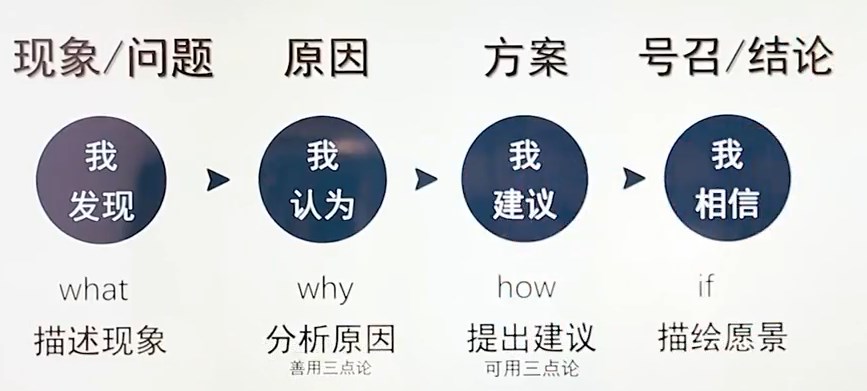 现象/问题 原因 方案 号召/结论
我 我 我 我
发现 认为 建议 相信
what why how if
描述现象 分析原因 提出建议 描绘愿景
善用三点论 可用三点论